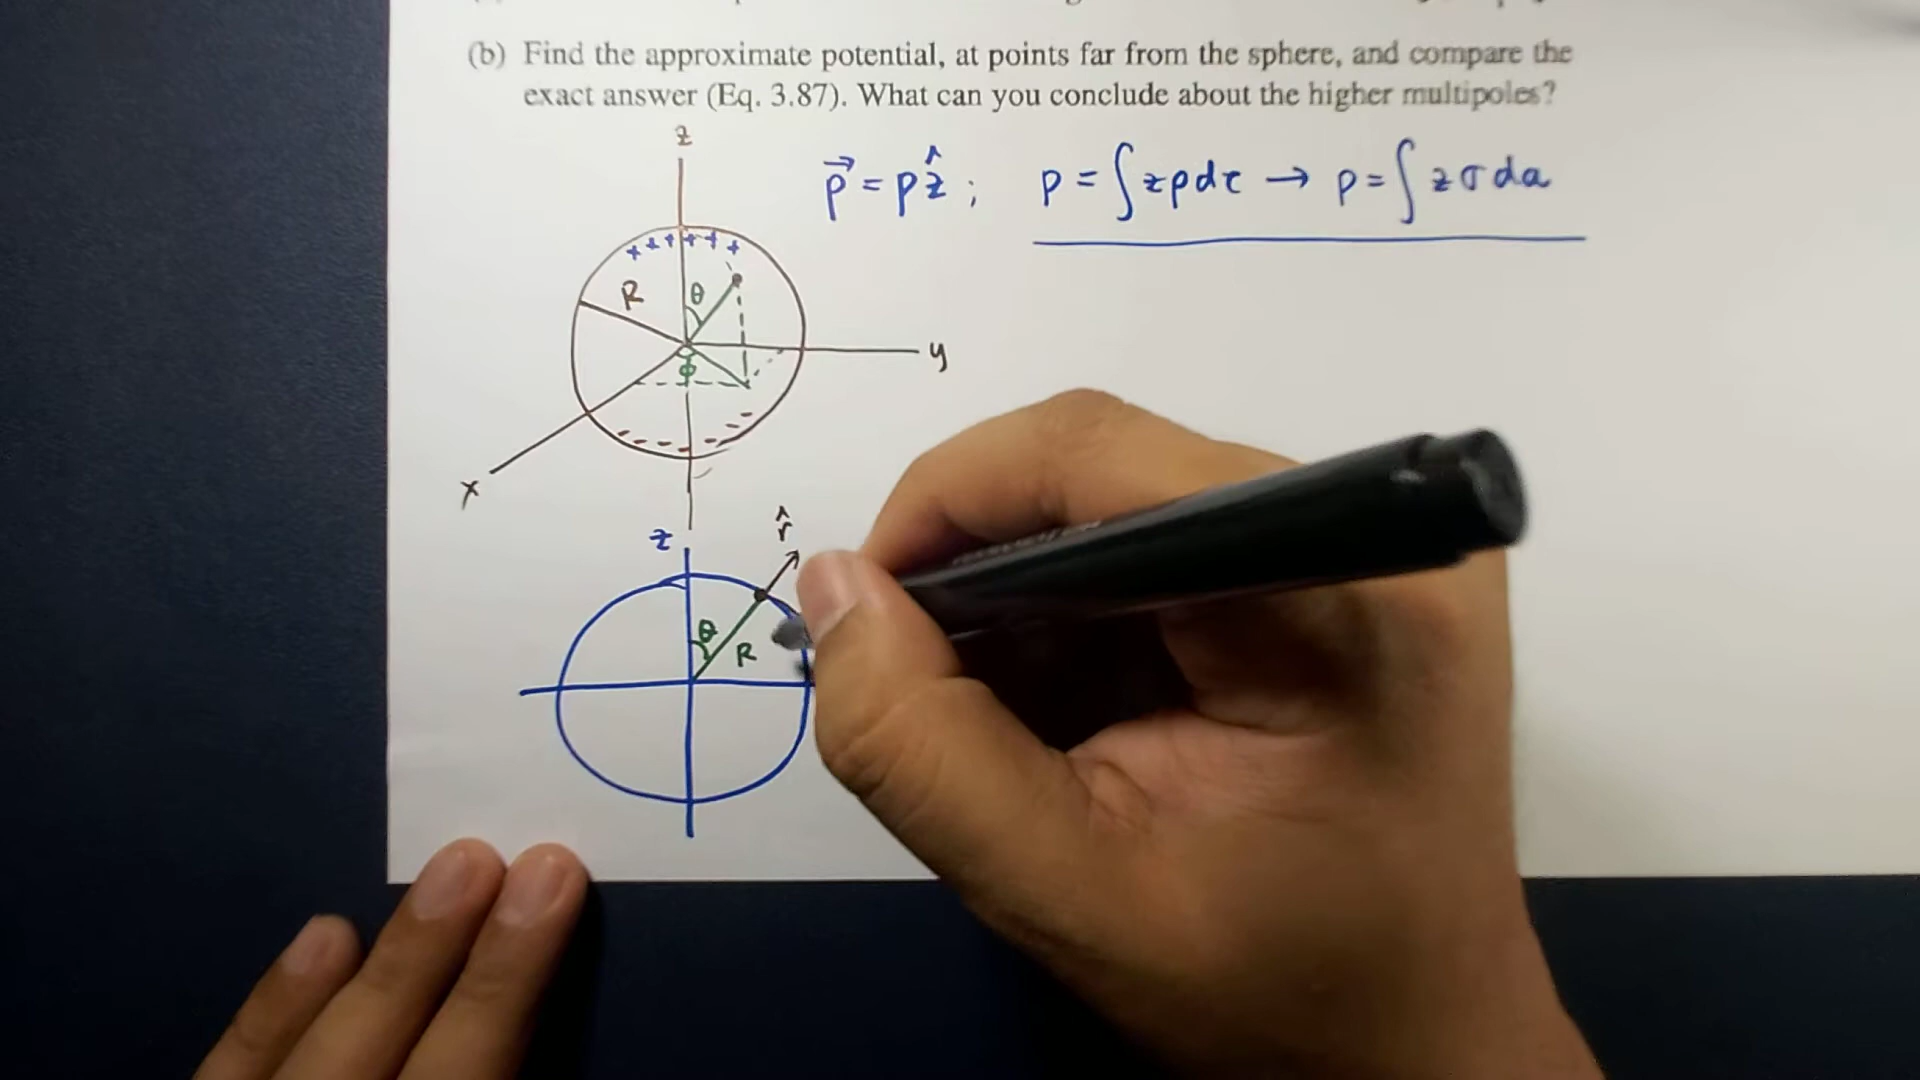 (b) Find the approximate potential, at points far from the sphere, and compare the
exact answer (Eq. 3.87). What can you conclude about the higher multipoles?
z
p⃗ = p ẑ ; p = ∫ z ρ dτ → p = ∫ z σ da
+ + + + + +
R θ
y
ϕ
- - - - - - -
x
z r̂
θ
R